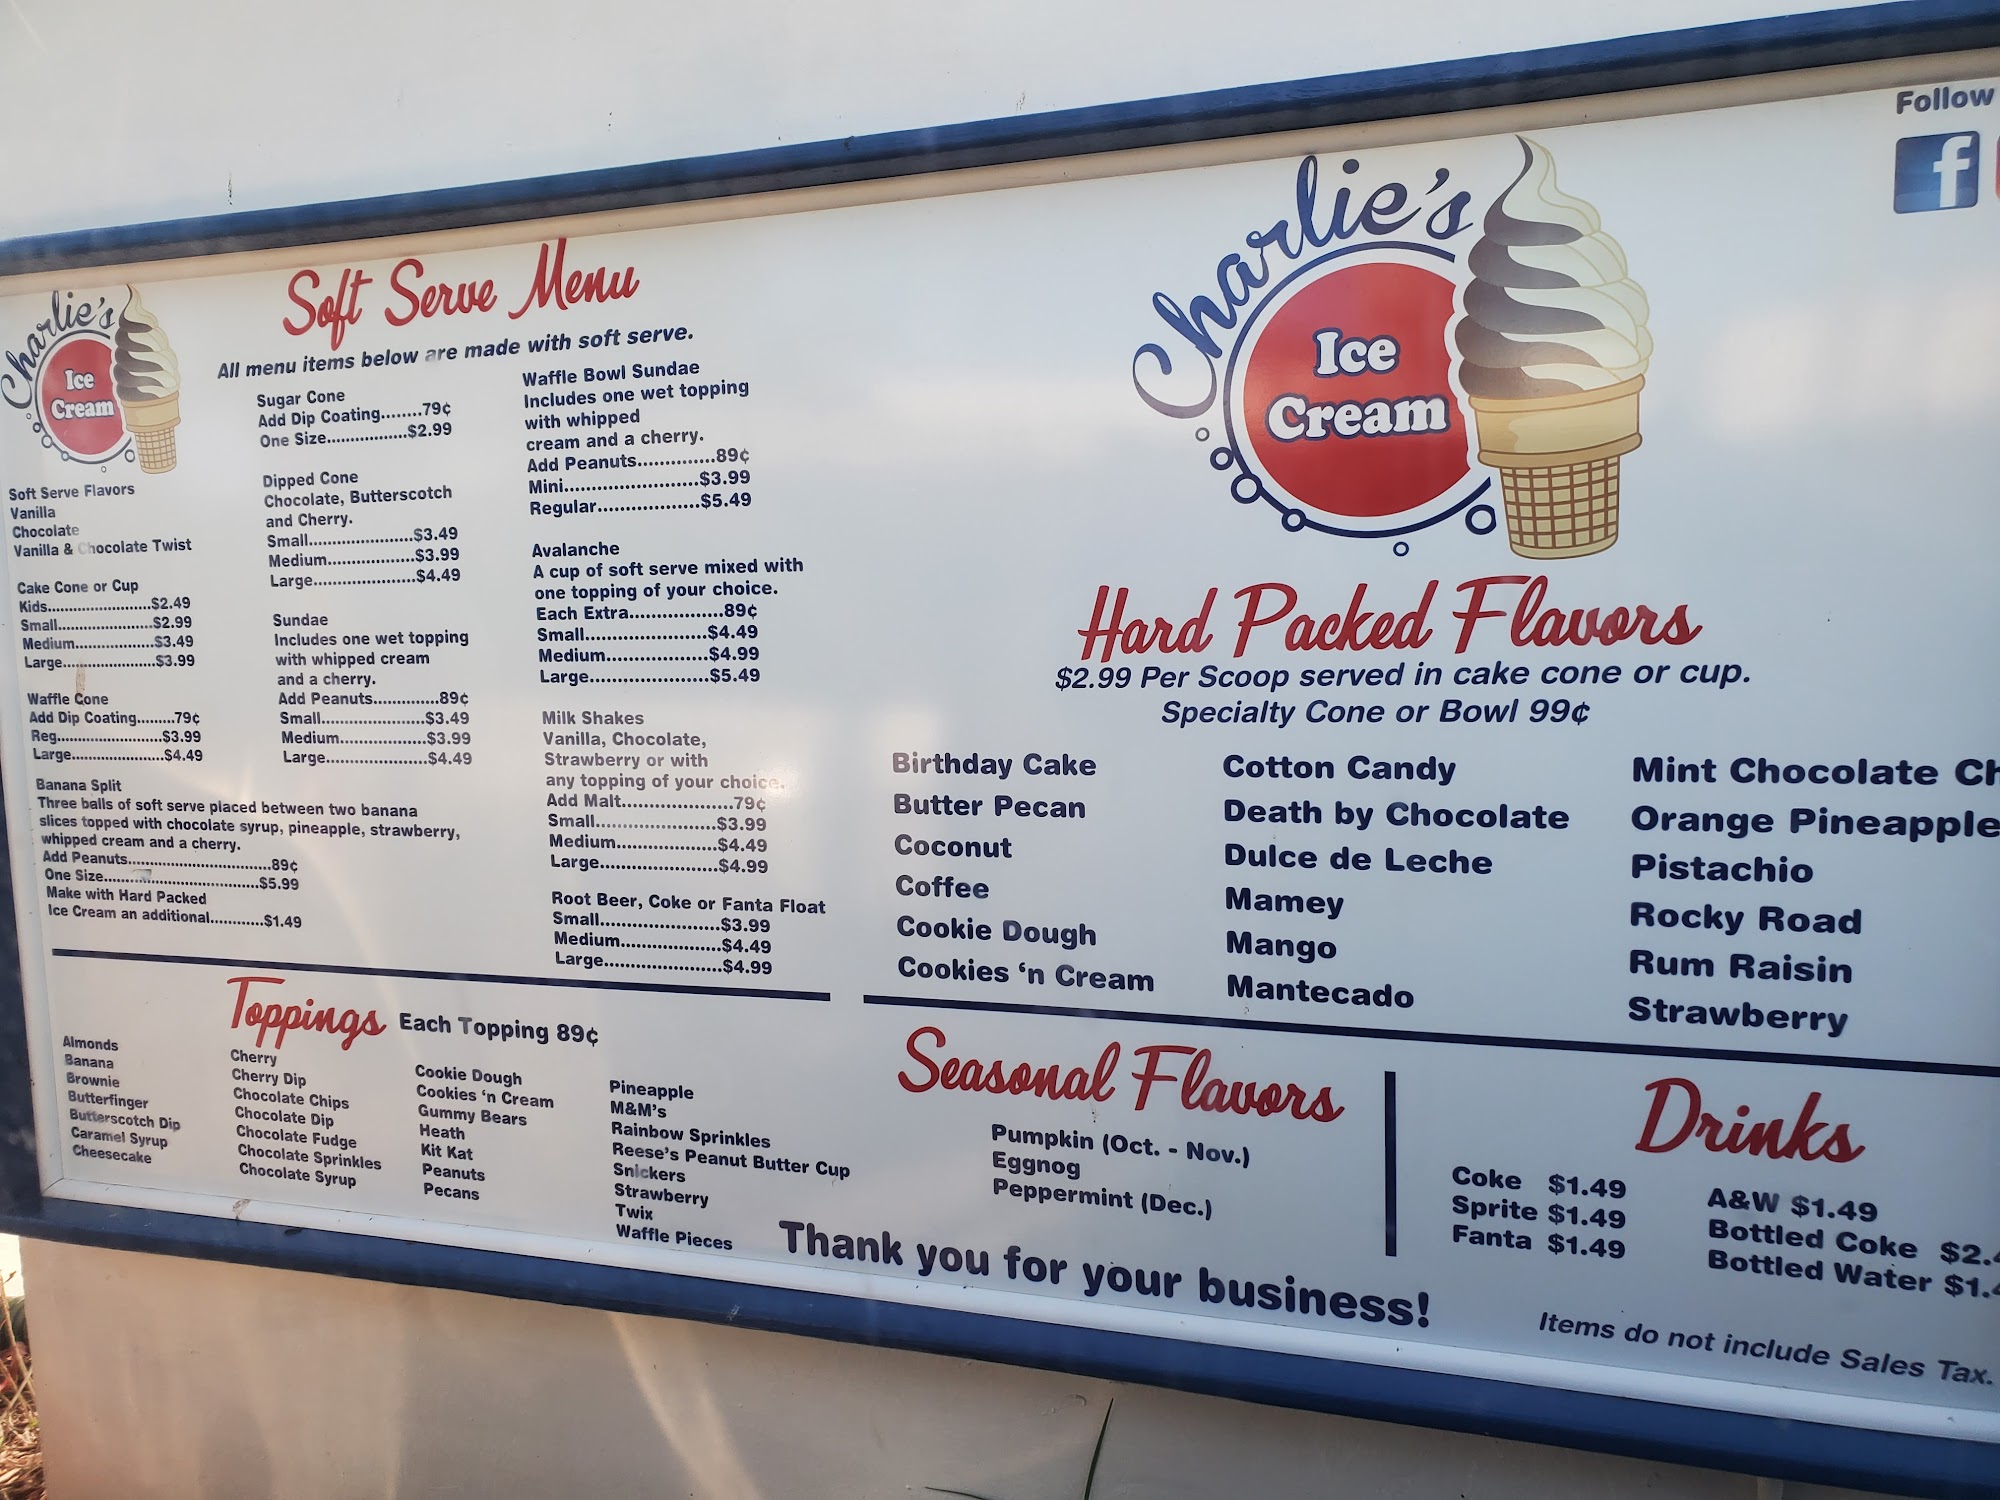 Charlie's
Ice
Cream
Soft Serve Menu
All menu items below are made with soft serve.
Soft Serve Flavors
Vanilla
Chocolate
Vanilla & Chocolate Twist
Cake Cone or Cup
Kids........................$2.49
Small......................$2.99
Medium.................$3.49
Large.....................$3.99
Waffle Cone
Add Dip Coating.........79¢
Reg............................$3.99
Large.......................$4.49
Banana Split
Three balls of soft serve placed between two banana
slices topped with chocolate syrup, pineapple, strawberry,
whipped cream and a cherry.
Add Peanuts..............................89¢
One Size.................................$5.99
Make with Hard Packed
Ice Cream an additional............$1.49
Sugar Cone
Add Dip Coating........79¢
One Size.................$2.99
Dipped Cone
Chocolate, Butterscotch
and Cherry.
Small......................$3.49
Medium...................$3.99
Large......................$4.49
Sundae
Includes one wet topping
with whipped cream
and a cherry.
Add Peanuts..............89¢
Small......................$3.49
Medium..................$3.99
Large......................$4.49
Waffle Bowl Sundae
Includes one wet topping
with whipped
cream and a cherry.
Add Peanuts..............89¢
Mini........................$3.99
Regular...................$5.49
Avalanche
A cup of soft serve mixed with
one topping of your choice.
Each Extra.................89¢
Small.......................$4.49
Medium...................$4.99
Large.......................$5.49
Milk Shakes
Vanilla, Chocolate,
Strawberry or with
any topping of your choice.
Add Malt.....................79¢
Small.......................$3.99
Medium...................$4.49
Large.......................$4.99
Root Beer, Coke or Fanta Float
Small.......................$3.99
Medium...................$4.49
Large.......................$4.99
Toppings Each Topping 89¢
Almonds
Banana
Brownie
Butterfinger
Butterscotch Dip
Caramel Syrup
Cheesecake
Cherry
Cherry Dip
Chocolate Chips
Chocolate Dip
Chocolate Fudge
Chocolate Sprinkles
Chocolate Syrup
Cookie Dough
Cookies ‘n Cream
Gummy Bears
Heath
Kit Kat
Peanuts
Pecans
Pineapple
M&M's
Rainbow Sprinkles
Reese's Peanut Butter Cup
Snickers
Strawberry
Twix
Waffle Pieces
Follow
f
Charlie's
Ice
Cream
Hard Packed Flavors
$2.99 Per Scoop served in cake cone or cup.
Specialty Cone or Bowl 99¢
Birthday Cake
Butter Pecan
Coconut
Coffee
Cookie Dough
Cookies ‘n Cream
Cotton Candy
Death by Chocolate
Dulce de Leche
Mamey
Mango
Mantecado
Mint Chocolate Ch
Orange Pineapple
Pistachio
Rocky Road
Rum Raisin
Strawberry
Seasonal Flavors
Pumpkin (Oct. - Nov.)
Eggnog
Peppermint (Dec.)
Drinks
Coke $1.49
Sprite $1.49
Fanta $1.49
A&W $1.49
Bottled Coke $2.4
Bottled Water $1.4
Thank you for your business!
Items do not include Sales Tax.